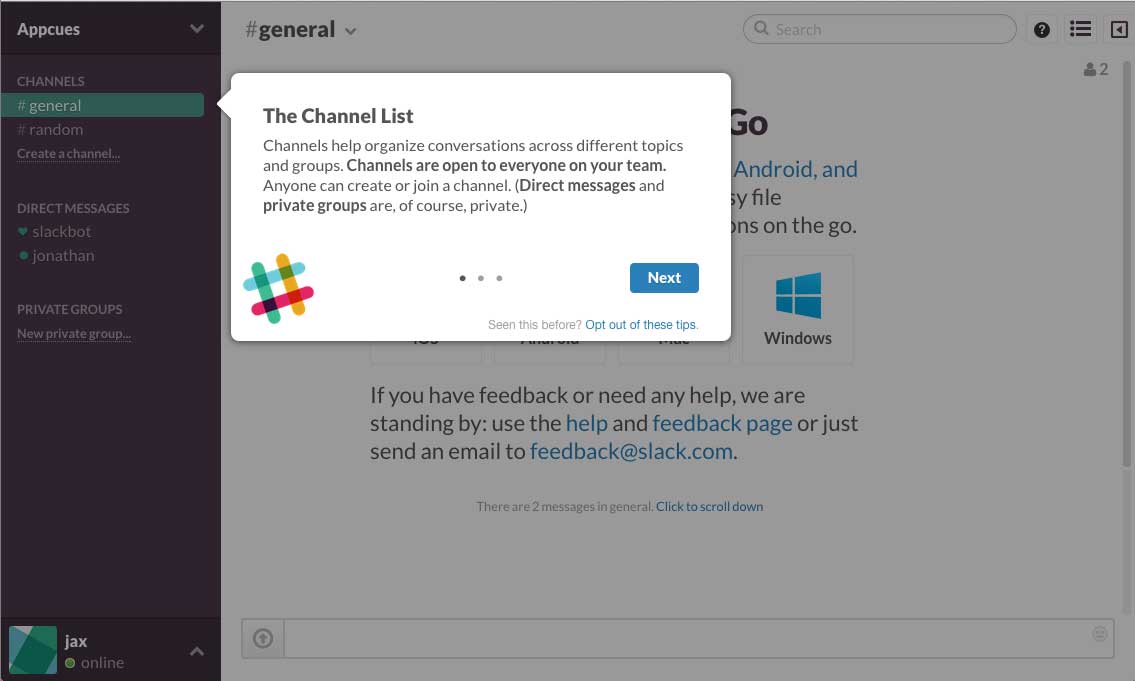 Appcues
#general
Search
2
CHANNELS
# general
# random
Create a channel...
DIRECT MESSAGES
slackbot
jonathan
PRIVATE GROUPS
New private group...
jax
online
The Channel List
Channels help organize conversations across different topics
and groups. Channels are open to everyone on your team.
Anyone can create or join a channel. (Direct messages and
private groups are, of course, private.)
Next
Seen this before? Opt out of these tips.
Go
Android, and
file
on the go.
iOS
Android
Mac
Windows
If you have feedback or need any help, we are
standing by: use the help and feedback page or just
send an email to feedback@slack.com.
There are 2 messages in general. Click to scroll down